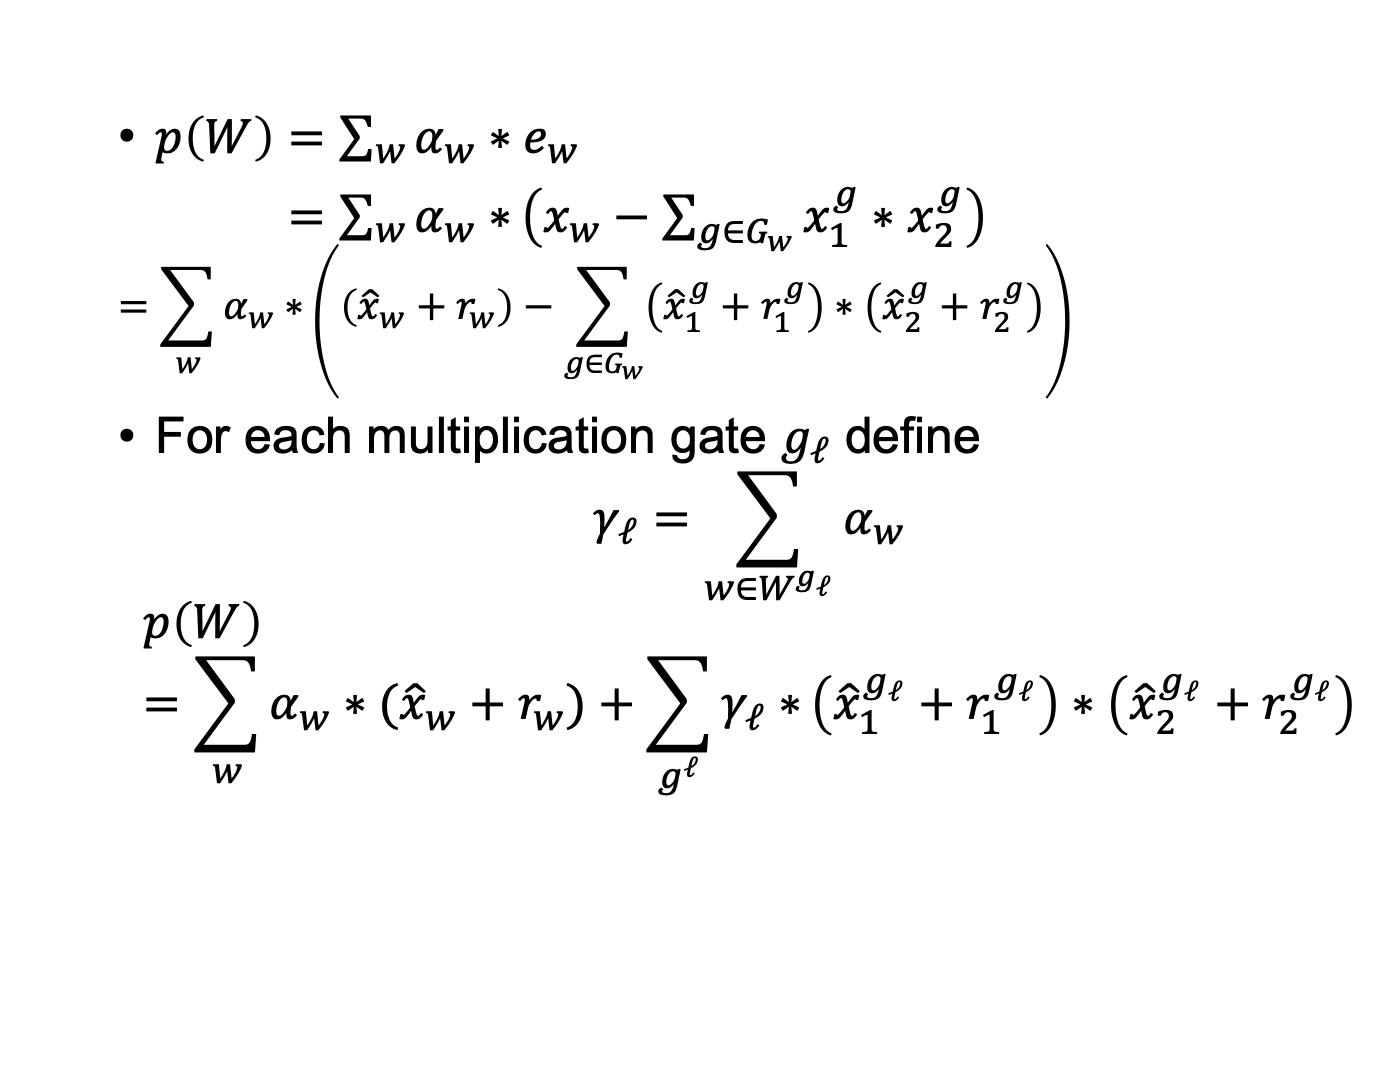 • p(W) = ∑_w α_w * e_w
= ∑_w α_w * (x_w − ∑_{g∈G_w} x_1^g * x_2^g)
= ∑_w α_w * ((x̂_w + r_w) − ∑_{g∈G_w} (x̂_1^g + r_1^g) * (x̂_2^g + r_2^g))
• For each multiplication gate g_ℓ define
γ_ℓ = ∑_{w∈W^{g_ℓ}} α_w
p(W)
= ∑_w α_w * (x̂_w + r_w) + ∑_{g^ℓ} γ_ℓ * (x̂_1^{g_ℓ} + r_1^{g_ℓ}) * (x̂_2^{g_ℓ} + r_2^{g_ℓ})